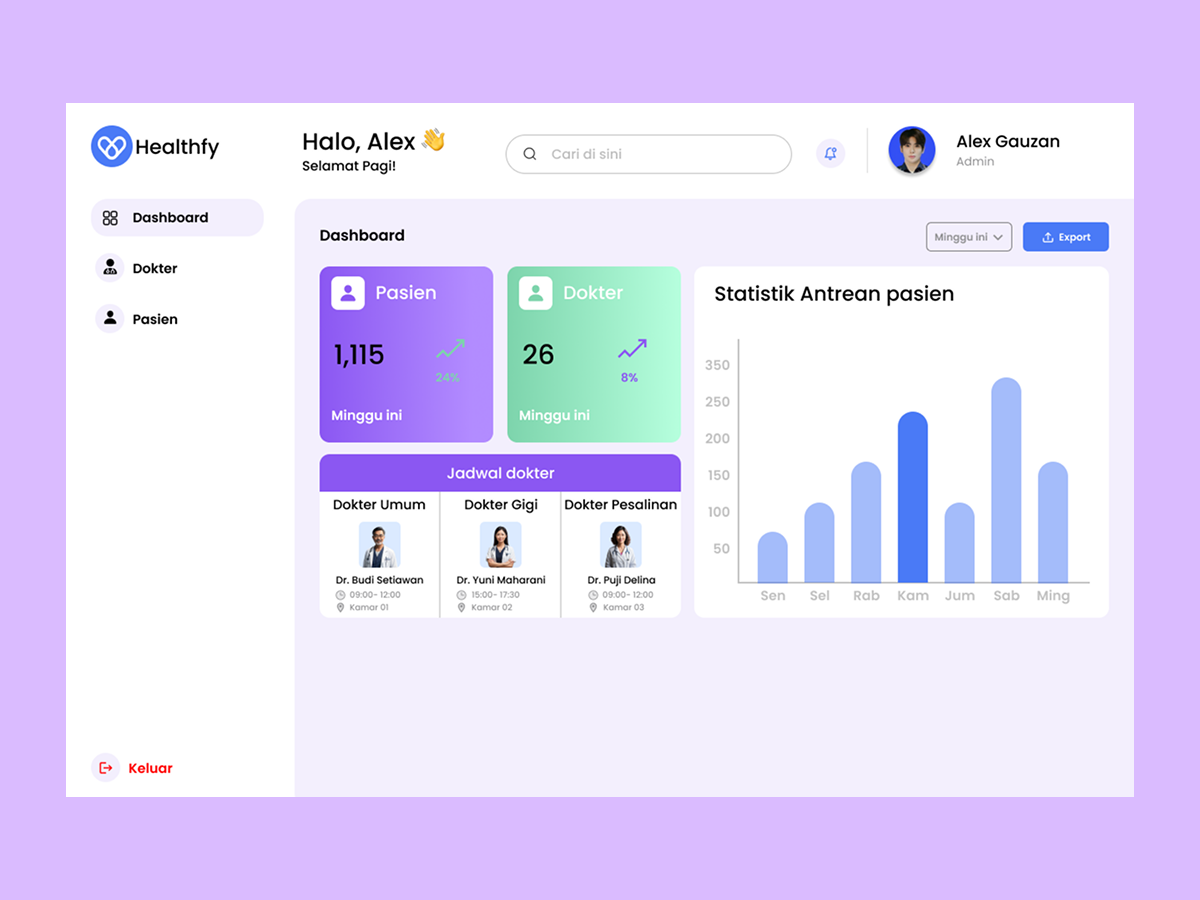 Healthfy
Halo, Alex 👋
Selamat Pagi!
Cari di sini
Alex Gauzan
Admin
Dashboard
Dokter
Pasien
Keluar
Dashboard
Minggu ini
Export
Pasien
1,115
24%
Minggu ini
Dokter
26
8%
Minggu ini
Jadwal dokter
Dokter Umum
Dr. Budi Setiawan
09:00- 12:00
Kamar 01
Dokter Gigi
Dr. Yuni Maharani
15:00- 17:30
Kamar 02
Dokter Pesalinan
Dr. Puji Delina
09:00- 12:00
Kamar 03
Statistik Antrean pasien
350
250
200
150
100
50
Sen Sel Rab Kam Jum Sab Ming